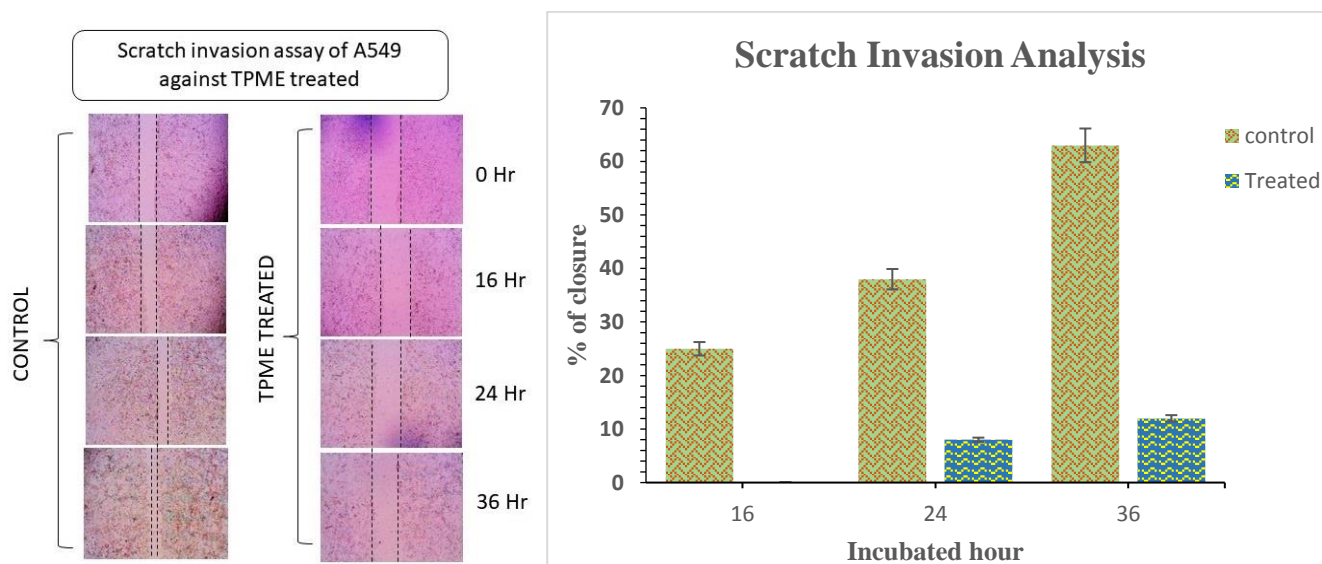 Scratch invasion assay of A549
against TPME treated
CONTROL
TPME TREATED
0 Hr
16 Hr
24 Hr
36 Hr
Scratch Invasion Analysis
% of closure
70
60
50
40
30
20
10
0
16
24
36
Incubated hour
control
Treated